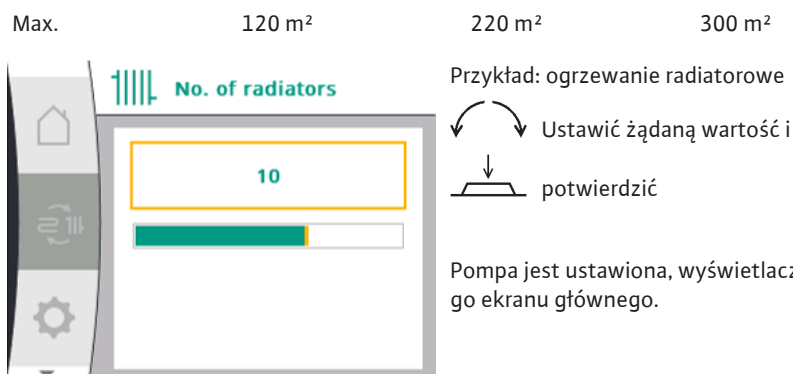 Max. 120 m² 220 m² 300 m²
No. of radiators
10
Przykład: ogrzewanie radiatorowe
Ustawić żądaną wartość i
potwierdzić
Pompa jest ustawiona,
go ekranu głównego.